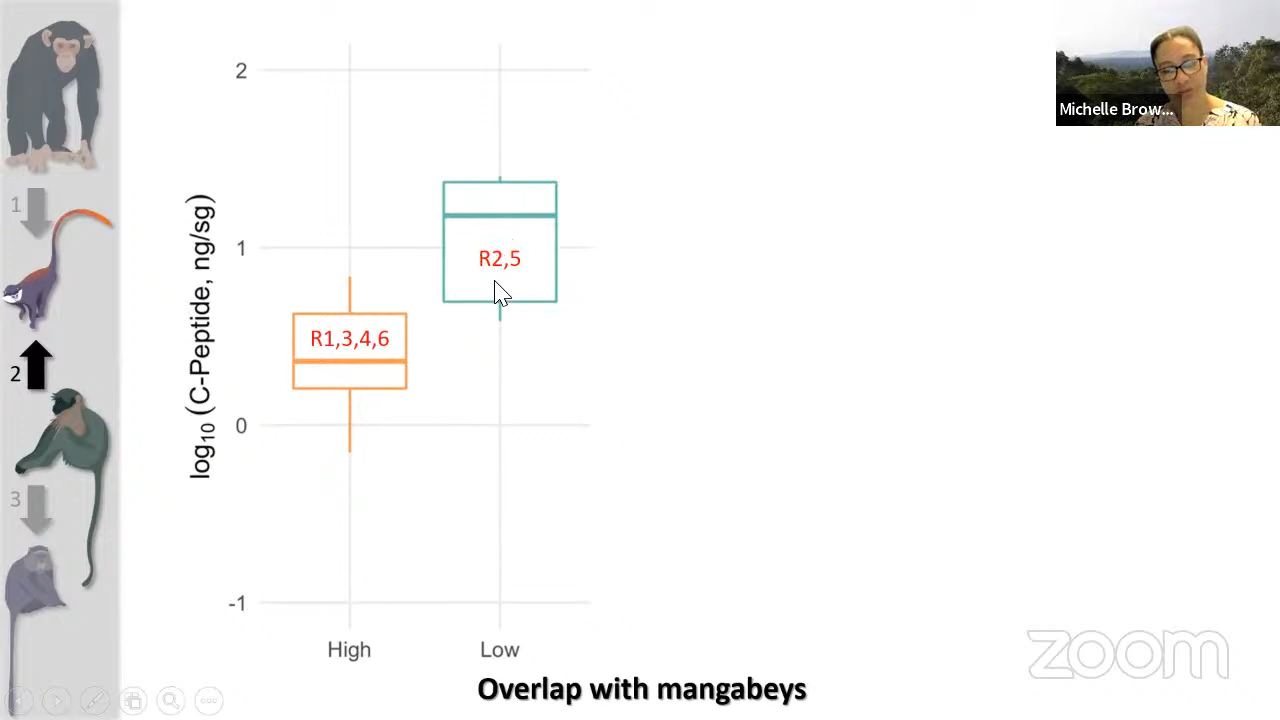 1
2
3
log10 (C-Peptide, ng/sg)
2
1
0
-1
R1,3,4,6
R2,5
High
Low
Overlap with mangabeys
Michelle Brow...
zoom